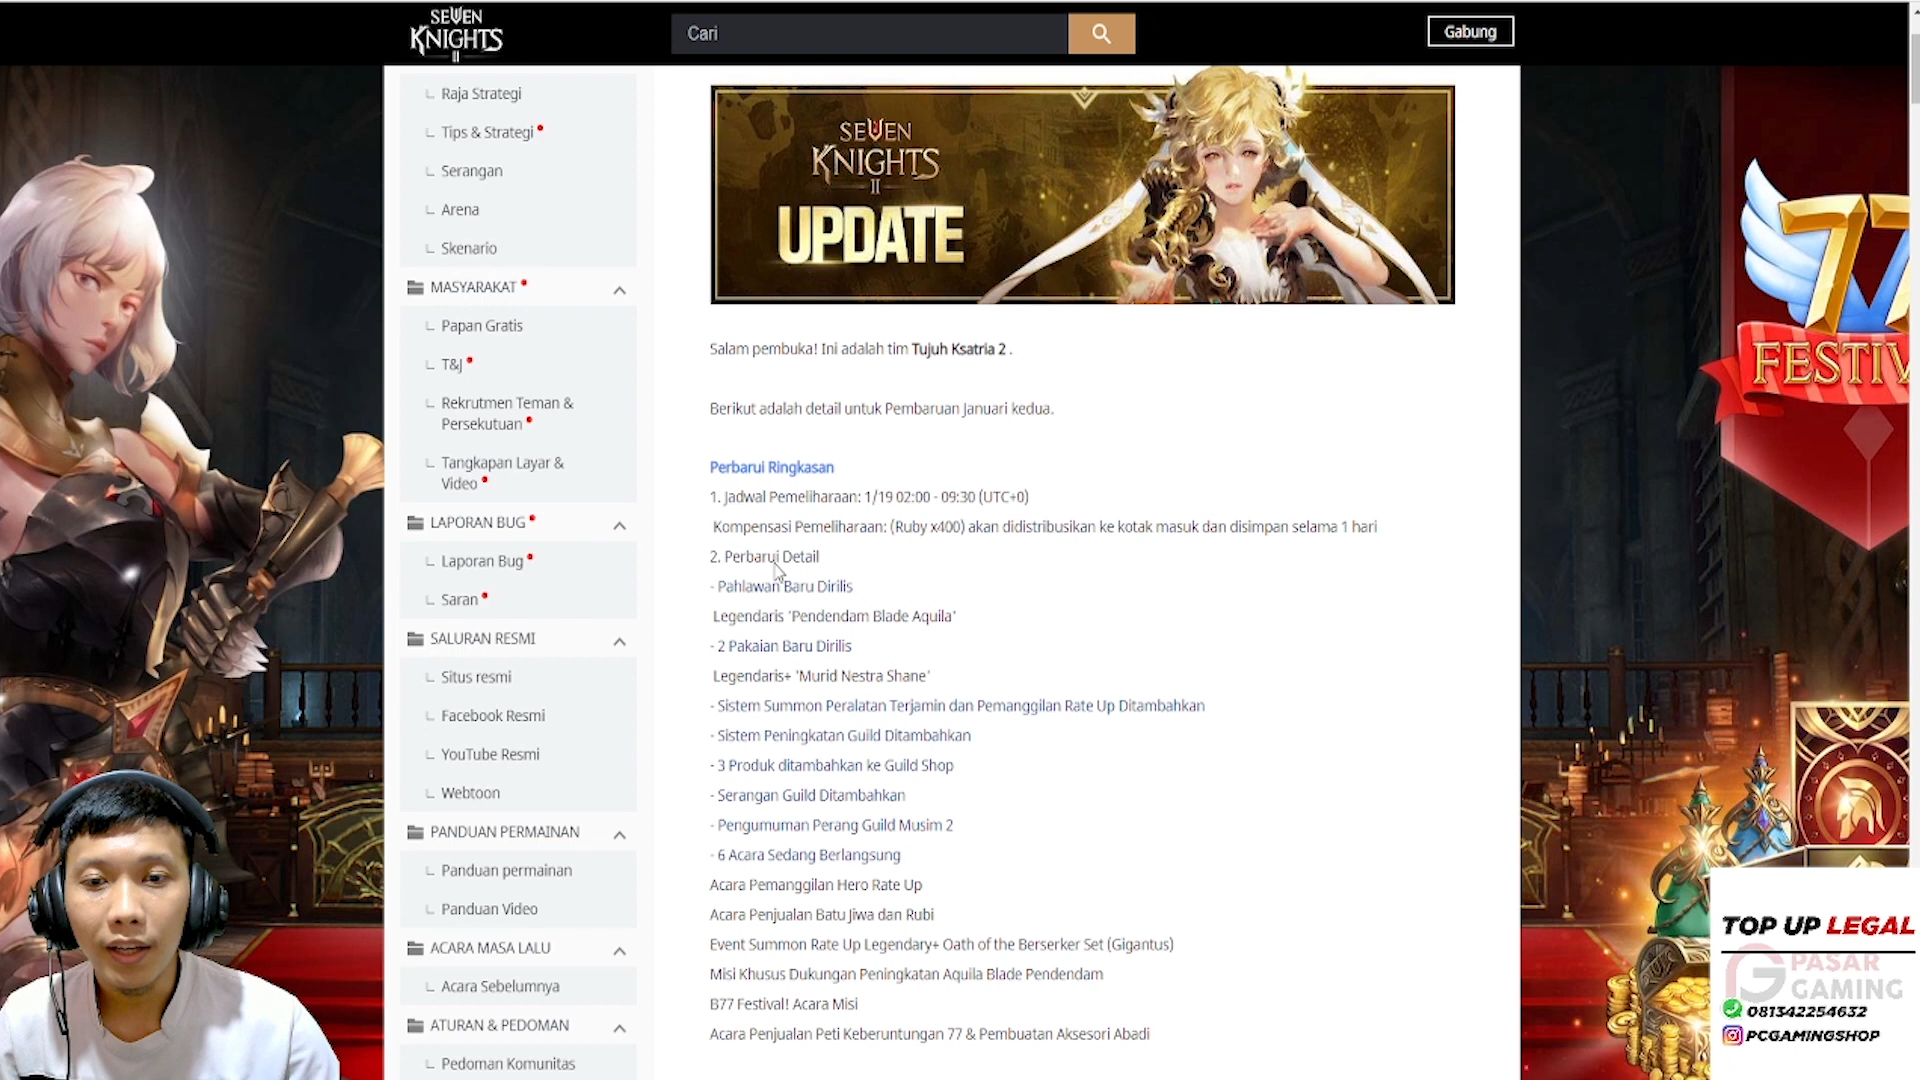 SEVEN
KNIGHTS
II
Cari
Gabung
Raja Strategi
Tips & Strategi
Serangan
Arena
Skenario
MASYARAKAT
Papan Gratis
T&J
Rekrutmen Teman &
Persekutuan
Tangkapan Layar &
Video
LAPORAN BUG
Laporan Bug
Saran
SALURAN RESMI
Situs resmi
Facebook Resmi
YouTube Resmi
Webtoon
PANDUAN PERMAINAN
Panduan permainan
Panduan Video
ACARA MASA LALU
Acara Sebelumnya
ATURAN & PEDOMAN
Pedoman Komunitas
SEVEN
KNIGHTS
II
UPDATE
Salam pembuka! Ini adalah tim Tujuh Ksatria 2 .
Berikut adalah detail untuk Pembaruan Januari kedua.
Perbarui Ringkasan
1. Jadwal Pemeliharaan: 1/19 02:00 - 09:30 (UTC+0)
Kompensasi Pemeliharaan: (Ruby x400) akan didistribusikan ke kotak masuk dan disimpan selama 1 hari
2. Perbarui Detail
- Pahlawan Baru Dirilis
Legendaris 'Pendendam Blade Aquila'
- 2 Pakaian Baru Dirilis
Legendaris+ 'Murid Nestra Shane'
- Sistem Summon Peralatan Terjamin dan Pemanggilan Rate Up Ditambahkan
- Sistem Peningkatan Guild Ditambahkan
- 3 Produk ditambahkan ke Guild Shop
- Serangan Guild Ditambahkan
- Pengumuman Perang Guild Musim 2
- 6 Acara Sedang Berlangsung
Acara Pemanggilan Hero Rate Up
Acara Penjualan Batu Jiwa dan Rubi
Event Summon Rate Up Legendary+ Oath of the Berserker Set (Gigantus)
Misi Khusus Dukungan Peningkatan Aquila Blade Pendendam
B77 Festival! Acara Misi
Acara Penjualan Peti Keberuntungan 77 & Pembuatan Aksesori Abadi
77
FESTIV
TOP UP LEGAL
PASAR
GAMING
081342254632
PCGAMINGSHOP